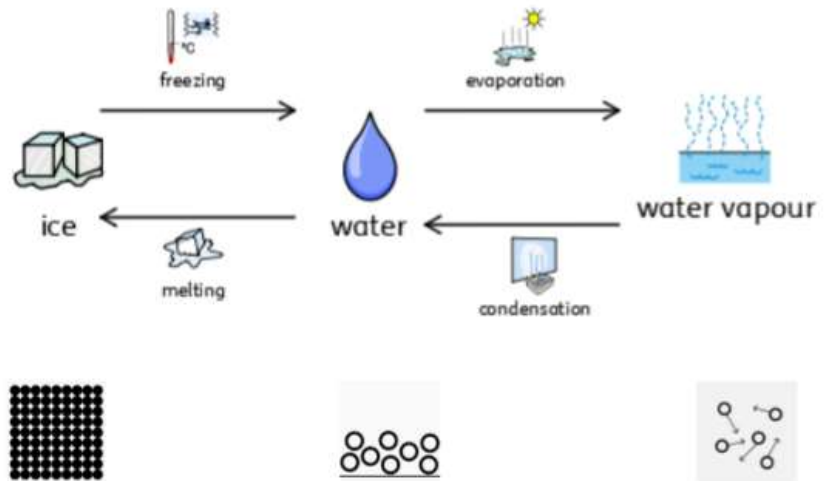 °C
freezing
evaporation
ice
water
water vapour
melting
condensation